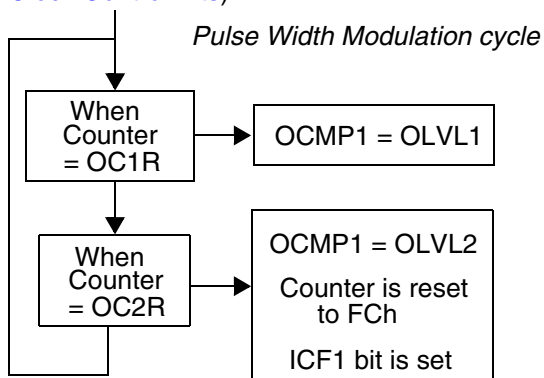 Pulse Width Modulation cycle
When
Counter
= OC1R
OCMP1 = OLVL1
When
Counter
= OC2R
OCMP1 = OLVL2
Counter is reset
to FCh
ICF1 bit is set